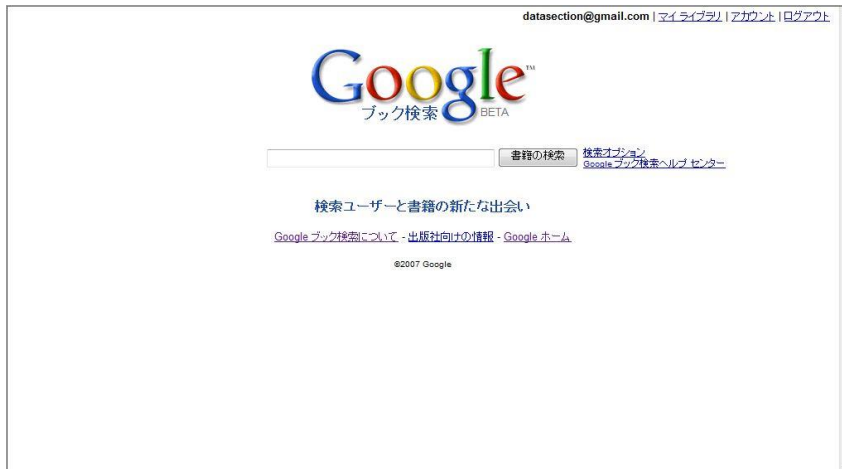 datasection@gmail.com | マイ ライブラリ | アカウント | ログアウト
Google™
ブック検索 BETA
書籍の検索 検索オプション
Google ブック検索ヘルプ センター
検索ユーザーと書籍の新たな出会い
Google ブック検索について - 出版社向けの情報 - Google ホーム
©2007 Google